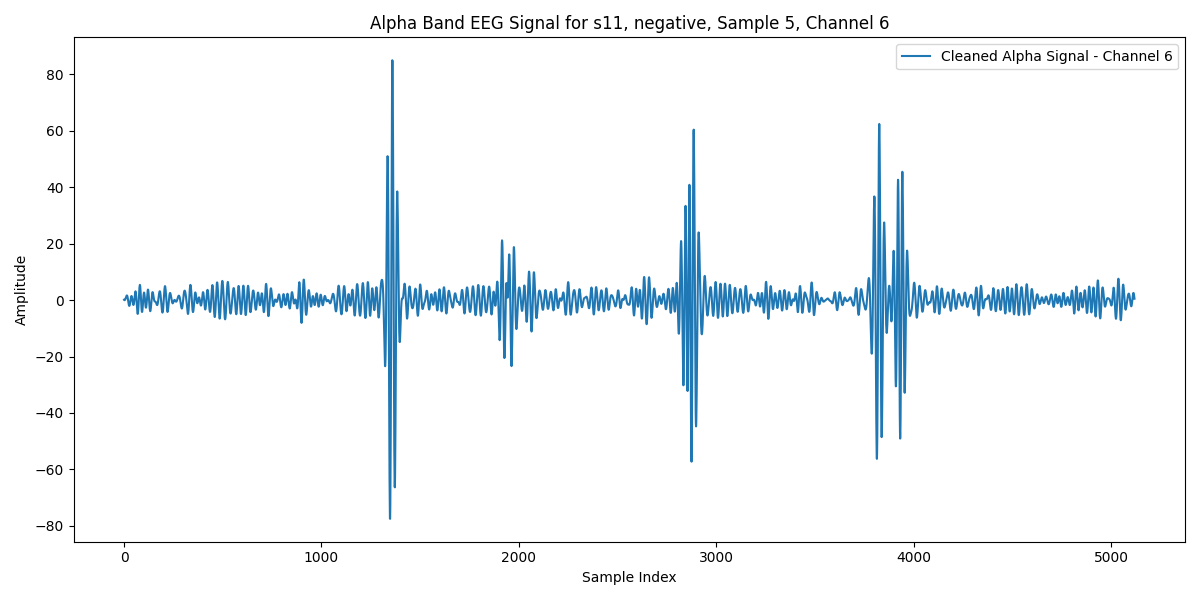 Alpha Band EEG Signal for s11, negative, Sample 5, Channel 6
Cleaned Alpha Signal - Channel 6
Amplitude
80
60
40
20
0
−20
−40
−60
−80
0 1000 2000 3000 4000 5000
Sample Index